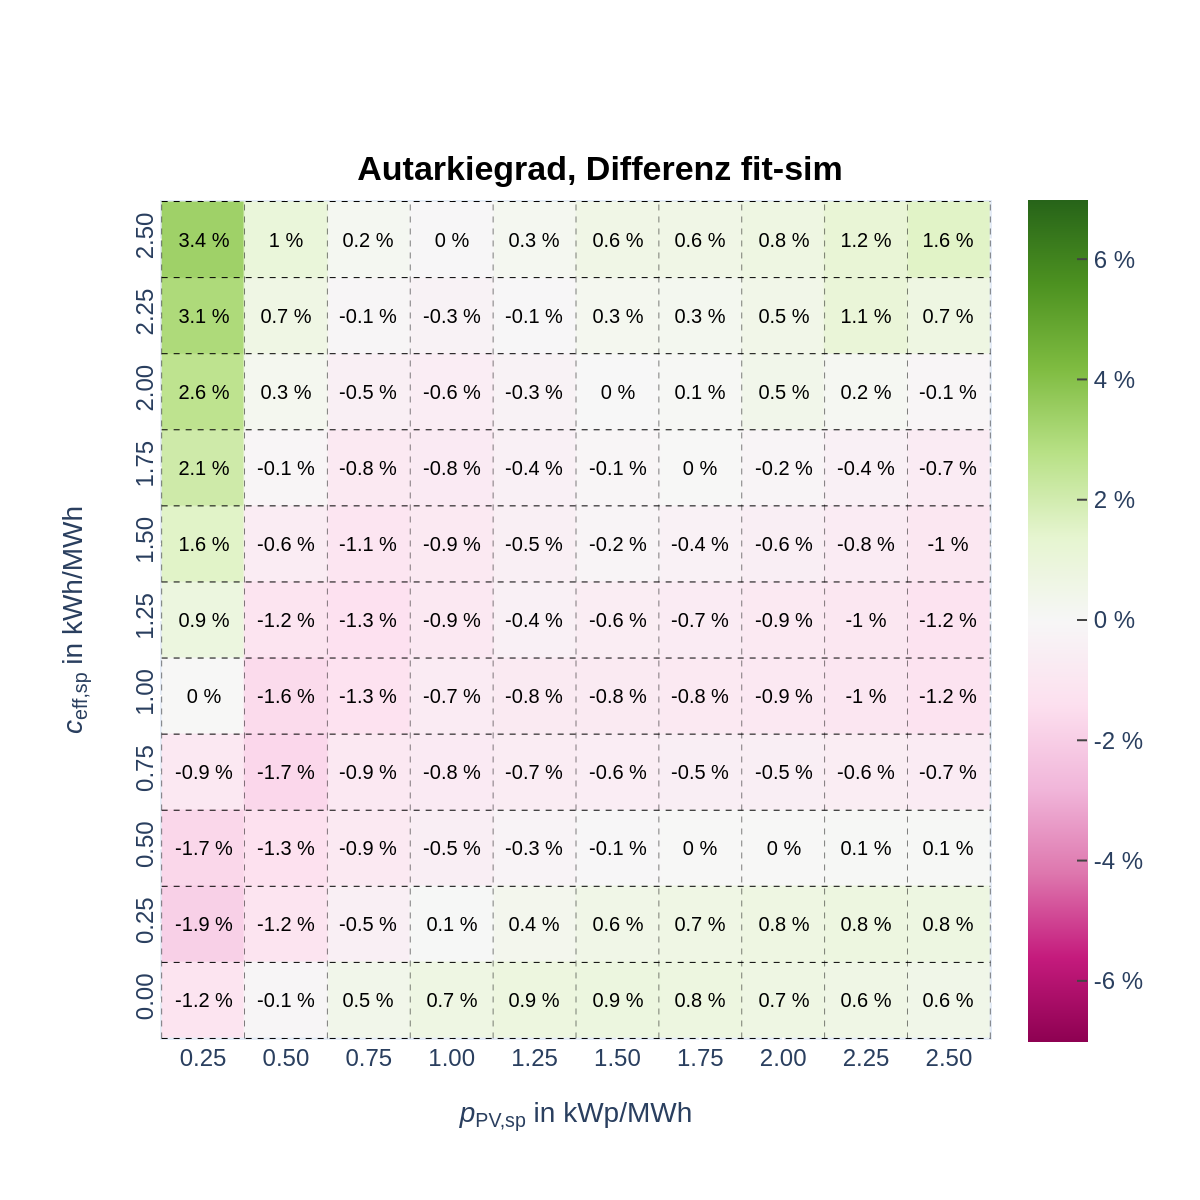 Autarkiegrad, Differenz fit-sim
2.50 3.4 % 1 % 0.2 % 0 % 0.3 % 0.6 % 0.6 % 0.8 % 1.2 % 1.6 %
2.25 3.1 % 0.7 % -0.1 % -0.3 % -0.1 % 0.3 % 0.3 % 0.5 % 1.1 % 0.7 %
2.00 2.6 % 0.3 % -0.5 % -0.6 % -0.3 % 0 % 0.1 % 0.5 % 0.2 % -0.1 %
1.75 2.1 % -0.1 % -0.8 % -0.8 % -0.4 % -0.1 % 0 % -0.2 % -0.4 % -0.7 %
1.50 1.6 % -0.6 % -1.1 % -0.9 % -0.5 % -0.2 % -0.4 % -0.6 % -0.8 % -1 %
1.25 0.9 % -1.2 % -1.3 % -0.9 % -0.4 % -0.6 % -0.7 % -0.9 % -1 % -1.2 %
1.00 0 % -1.6 % -1.3 % -0.7 % -0.8 % -0.8 % -0.8 % -0.9 % -1 % -1.2 %
0.75 -0.9 % -1.7 % -0.9 % -0.8 % -0.7 % -0.6 % -0.5 % -0.5 % -0.6 % -0.7 %
0.50 -1.7 % -1.3 % -0.9 % -0.5 % -0.3 % -0.1 % 0 % 0 % 0.1 % 0.1 %
0.25 -1.9 % -1.2 % -0.5 % 0.1 % 0.4 % 0.6 % 0.7 % 0.8 % 0.8 % 0.8 %
0.00 -1.2 % -0.1 % 0.5 % 0.7 % 0.9 % 0.9 % 0.8 % 0.7 % 0.6 % 0.6 %
0.25 0.50 0.75 1.00 1.25 1.50 1.75 2.00 2.25 2.50
pPV,sp in kWp/MWh
ceff,sp in kWh/MWh
6 %
4 %
2 %
0 %
-2 %
-4 %
-6 %